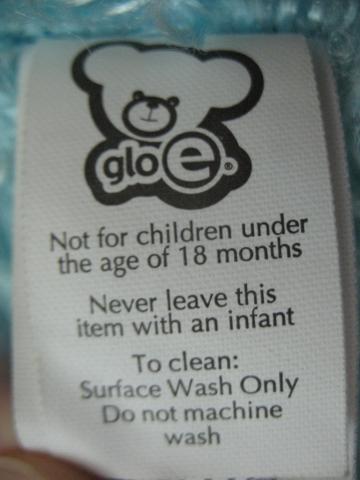 glo e ®
Not for children under
the age of 18 months
Never leave this
item with an infant
To clean:
Surface Wash Only
Do not machine
wash